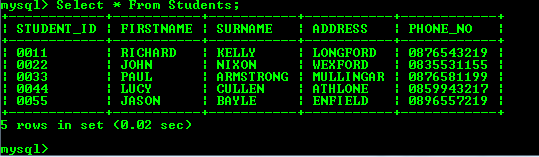 mysql> Select * From Students;
+------------+-----------+-----------+-----------+------------+
| STUDENT_ID | FIRSTNAME | SURNAME | ADDRESS | PHONE_NO |
+------------+-----------+-----------+-----------+------------+
| 0011 | RICHARD | KELLY | LONGFORD | 0876543219 |
| 0022 | JOHN | NIXON | WEXFORD | 0835531155 |
| 0033 | PAUL | ARMSTRONG | MULLINGAR | 0876581199 |
| 0044 | LUCY | CULLEN | ATHLONE | 0859943217 |
| 0055 | JASON | BAYLE | ENFIELD | 0896557219 |
+------------+-----------+-----------+-----------+------------+
5 rows in set (0.02 sec)
mysql>